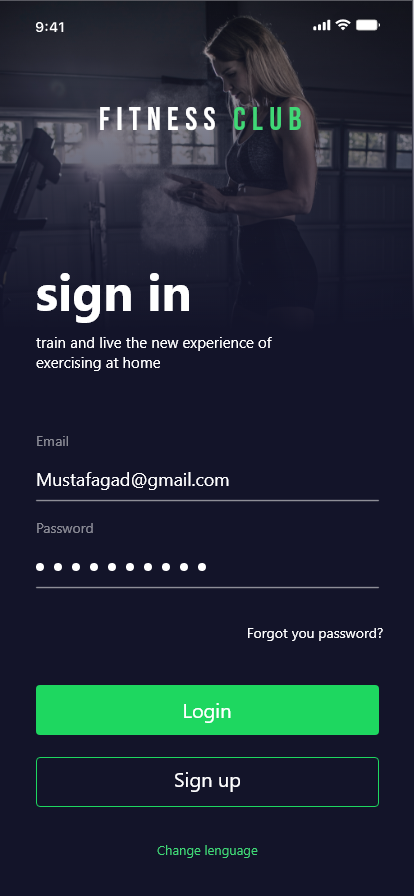 9:41
FITNESS CLUB
sign in
train and live the new experience of
exercising at home
Email
Mustafagad@gmail.com
Password
Forgot you password?
Login
Sign up
Change lenguage